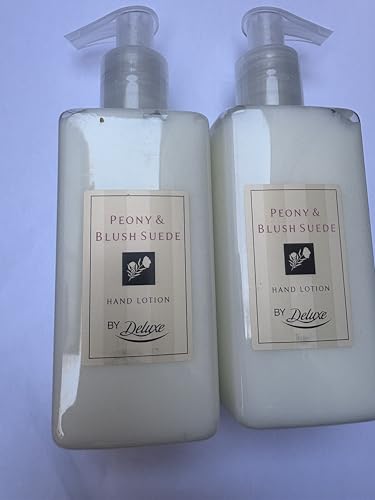 PEONY &
BLUSH SUEDE
HAND LOTION
BY Deluxe
PEONY &
BLUSH SUEDE
HAND LOTION
BY Deluxe